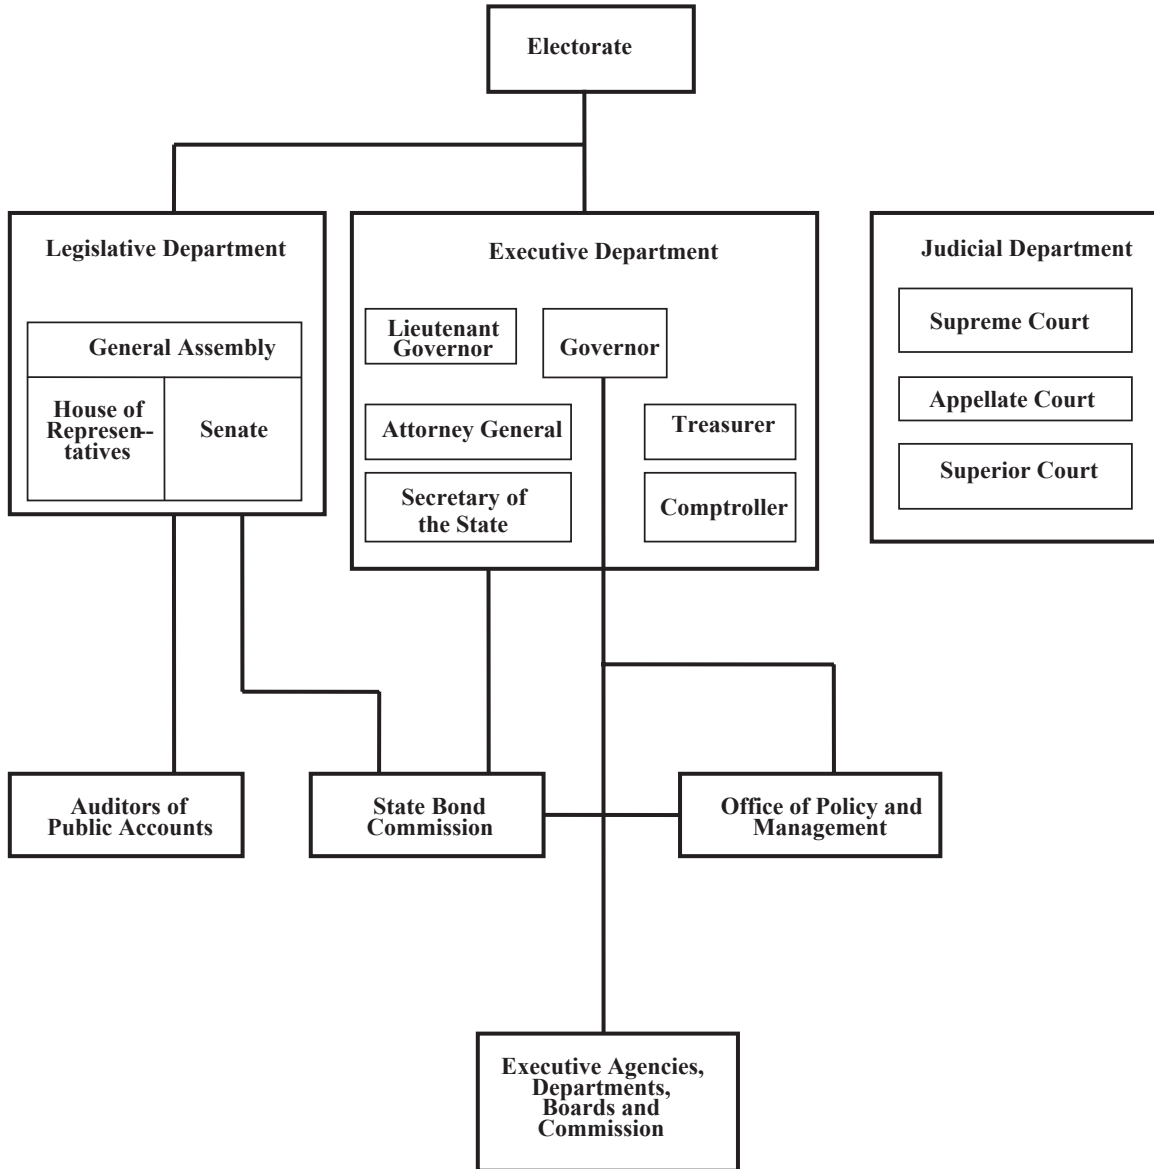 Electorate
Legislative Department
General Assembly
House of
Represen--
tatives
Senate
Executive Department
Lieutenant
Governor
Governor
Attorney General
Treasurer
Secretary of
the State
Comptroller
Judicial Department
Supreme Court
Appellate Court
Superior Court
Auditors of
Public Accounts
State Bond
Commission
Office of Policy and
Management
Executive Agencies,
Departments,
Boards and
Commission